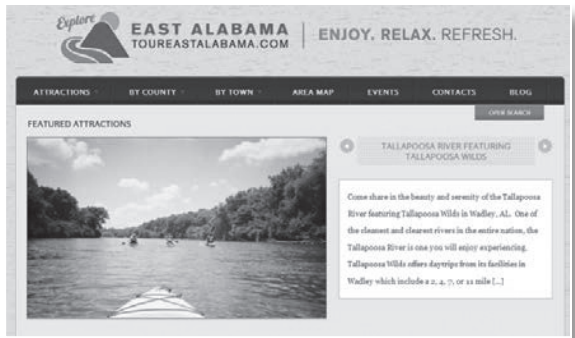 Explore
EAST ALABAMA
TOUREASTALABAMA.COM
ENJOY. RELAX. REFRESH.
ATTRACTIONS BY COUNTY BY TOWN AREA MAP EVENTS CONTACTS BLOG
OPEN SEARCH
FEATURED ATTRACTIONS
TALLAPOOSA RIVER FEATURING
TALLAPOOSA WILDS
Come share in the beauty and serenity of the Tallapoosa
River featuring Tallapoosa Wilds in Wadley, AL. One of
the cleanest and clearest rivers in the entire nation, the
Tallapoosa River is one you will enjoy experiencing.
Tallapoosa Wilds offers daytrips from its facilities in
Wadley which include a 2, 4, 7, or 11 mile [...]